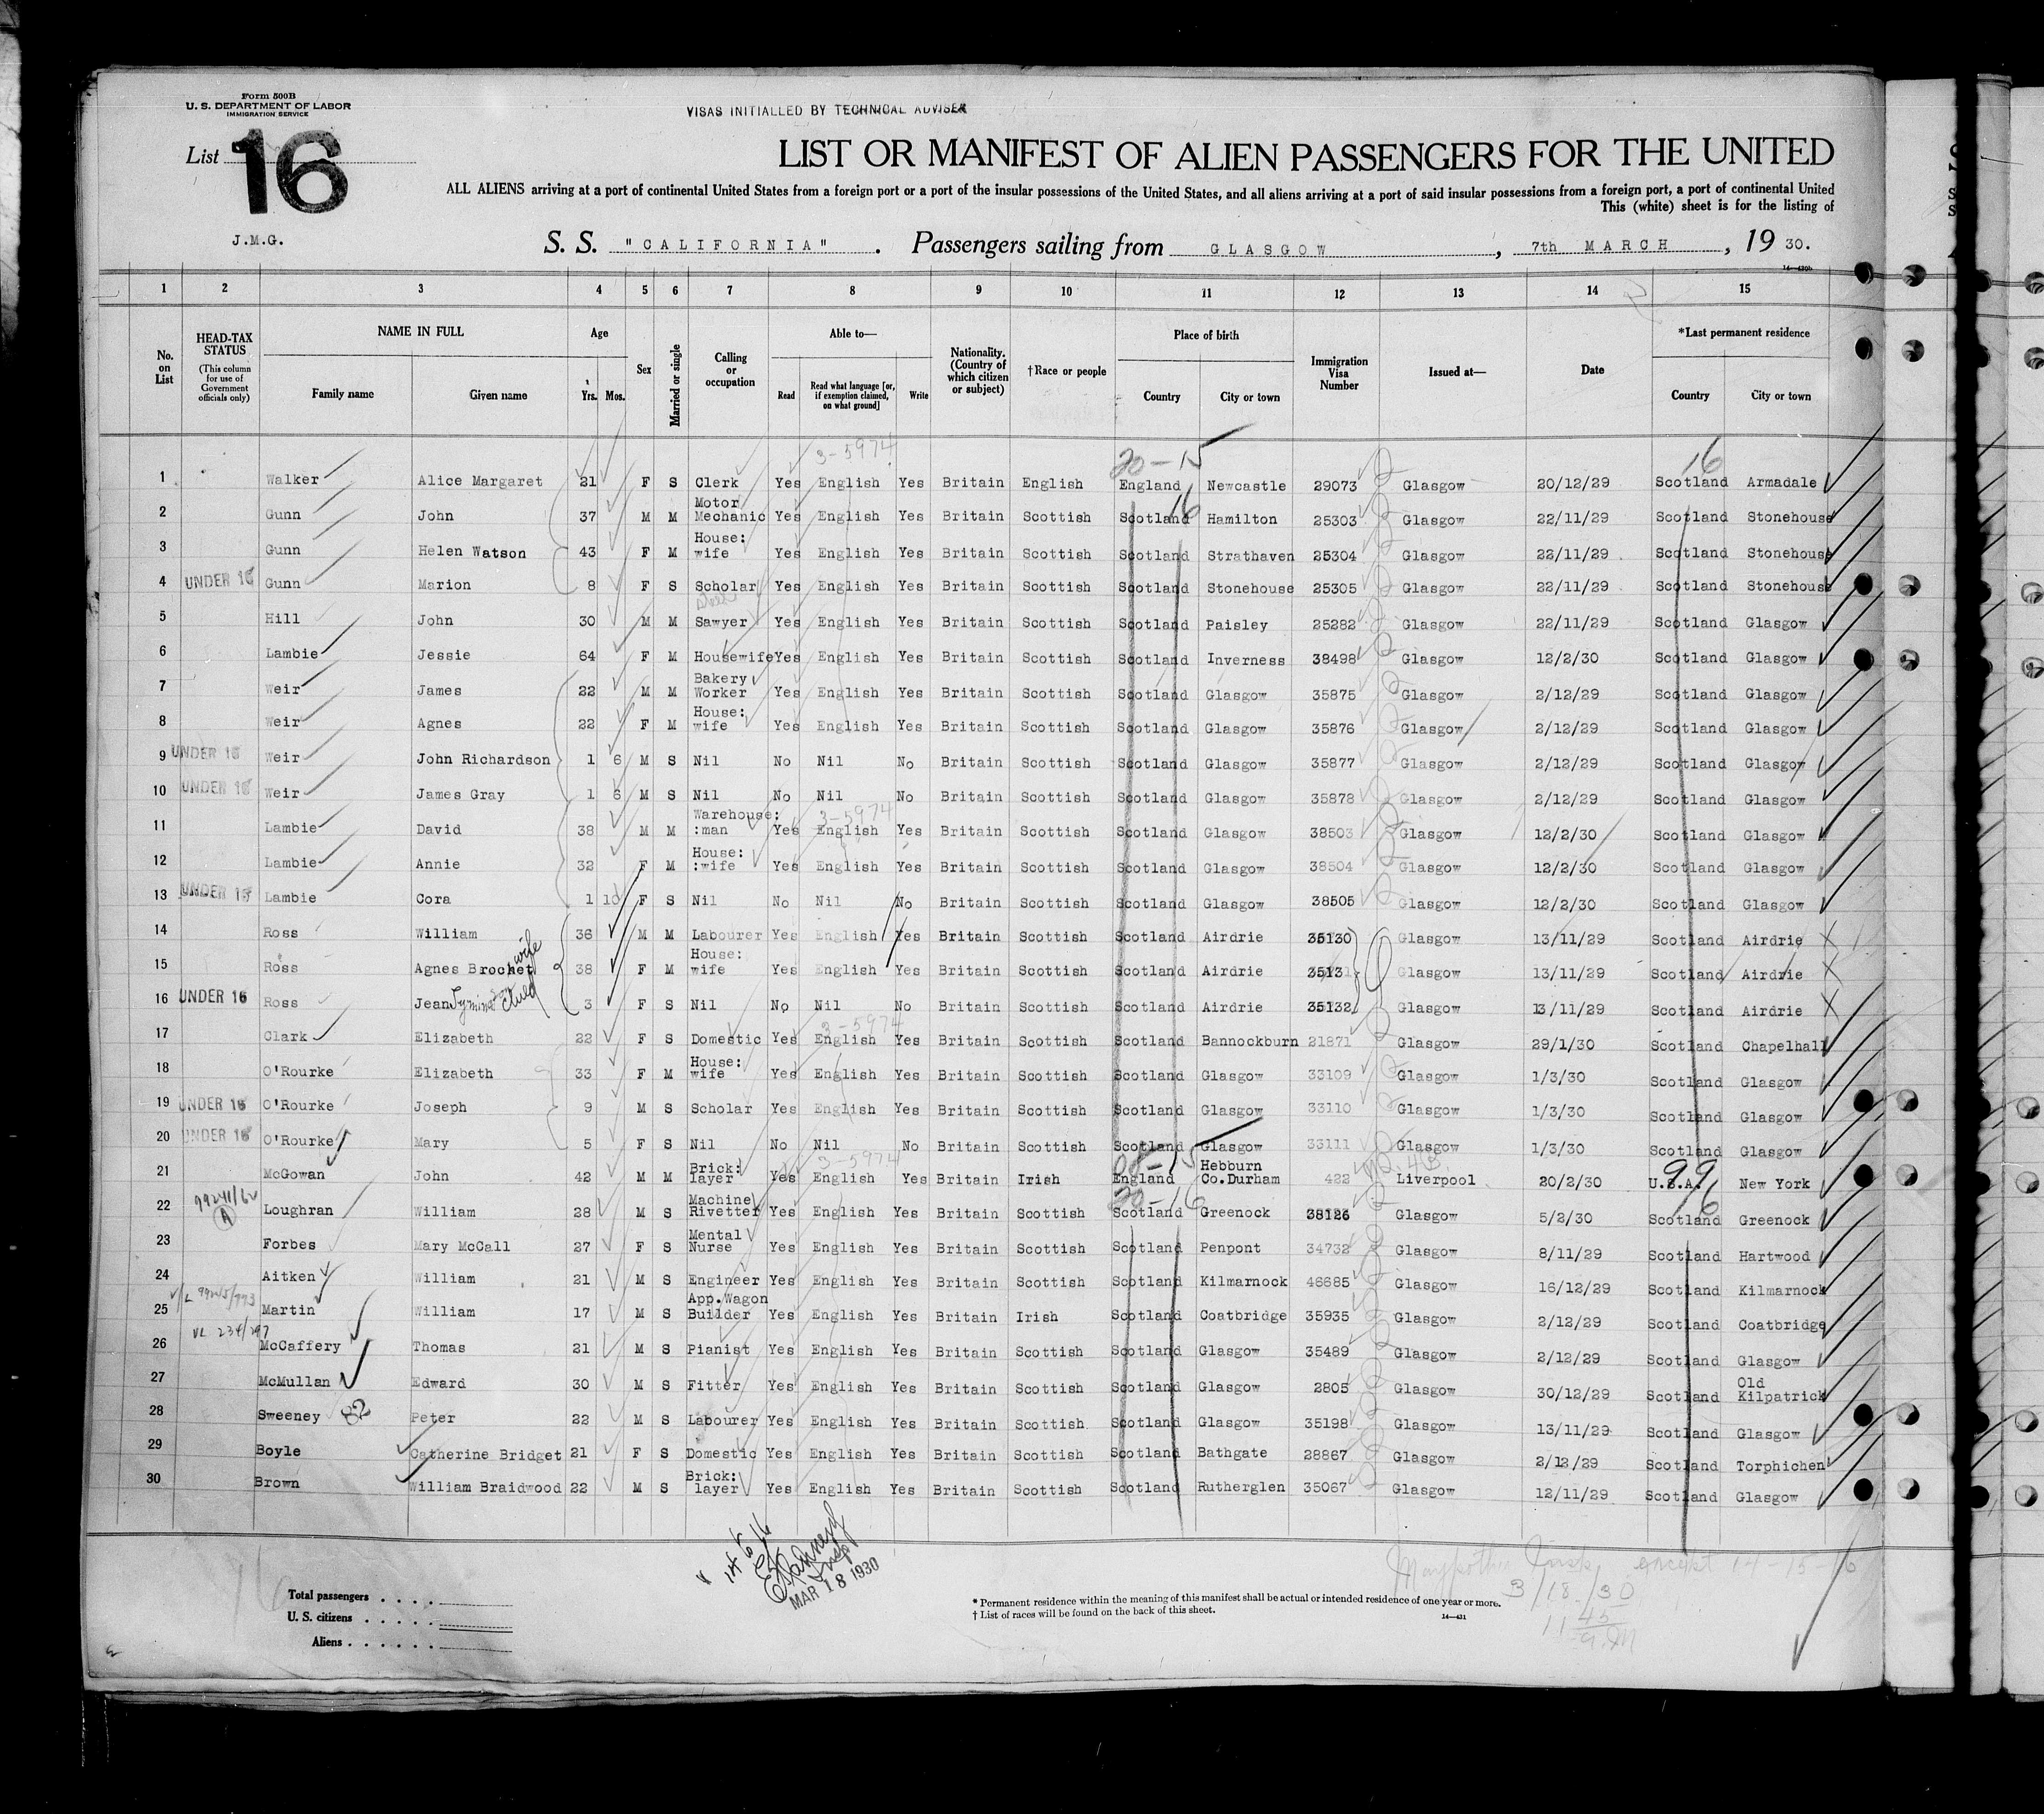 Form 500B
U. S. DEPARTMENT OF LABOR
IMMIGRATION SERVICE
VISAS INITIALLED BY TECHNICAL ADVISER
List 16
LIST OR MANIFEST OF ALIEN PASSENGERS FOR THE UNITED
ALL ALIENS arriving at a port of continental United States from a foreign port or a port of the insular possessions of the United States, and all aliens arriving at a port of said insular possessions from a foreign port, a port of continental United
This (white) sheet is for the listing of
J.M.G.
S. S. "CALIFORNIA" . Passengers sailing from GLASGOW , 7th MARCH , 19 30.
14—430b
1 2 3 4 5 6 7 8 9 10 11 12 13 14 15
No. on List
HEAD-TAX STATUS (This column for use of Government officials only)
NAME IN FULL
Family name Given name
Age
Yrs. Mos.
Sex
Married or single
Calling or occupation
Able to—
Read Read what language [or, if exemption claimed, on what ground] Write
Nationality. (Country of which citizen or subject)
†Race or people
Place of birth
Country City or town
Immigration Visa Number
Issued at—
Date
*Last permanent residence
Country City or town
3-5974 20-15 16
1 Walker Alice Margaret 21 F S Clerk Yes English Yes Britain English England Newcastle 29073 Glasgow 20/12/29 Scotland Armadale
16
2 Gunn John 37 M M Motor Mechanic Yes English Yes Britain Scottish Scotland Hamilton 25303 Glasgow 22/11/29 Scotland Stonehouse
3 Gunn Helen Watson 43 F M House: wife Yes English Yes Britain Scottish Scotland Strathaven 25304 Glasgow 22/11/29 Scotland Stonehouse
4 UNDER 16 Gunn Marion 8 F S Scholar Yes English Yes Britain Scottish Scotland Stonehouse 25305 Glasgow 22/11/29 Scotland Stonehouse
5 Hill John 30 M M Sawyer Yes English Yes Britain Scottish Scotland Paisley 25282 Glasgow 22/11/29 Scotland Glasgow
6 Lambie Jessie 64 F M Housewife Yes English Yes Britain Scottish Scotland Inverness 38498 Glasgow 12/2/30 Scotland Glasgow
7 Weir James 22 M M Bakery Worker Yes English Yes Britain Scottish Scotland Glasgow 35875 Glasgow 2/12/29 Scotland Glasgow
8 Weir Agnes 22 F M House: wife Yes English Yes Britain Scottish Scotland Glasgow 35876 Glasgow 2/12/29 Scotland Glasgow
9 UNDER 16 Weir John Richardson 1 6 M S Nil No Nil No Britain Scottish Scotland Glasgow 35877 Glasgow 2/12/29 Scotland Glasgow
10 UNDER 16 Weir James Gray 1 6 M S Nil No Nil No Britain Scottish Scotland Glasgow 35878 Glasgow 2/12/29 Scotland Glasgow
3-5974
11 Lambie David 38 M M Warehouse: :man Yes English Yes Britain Scottish Scotland Glasgow 38503 Glasgow 12/2/30 Scotland Glasgow
12 Lambie Annie 32 F M House: :wife Yes English Yes Britain Scottish Scotland Glasgow 38504 Glasgow 12/2/30 Scotland Glasgow
13 UNDER 16 Lambie Cora 1 10 F S Nil No Nil No Britain Scottish Scotland Glasgow 38505 Glasgow 12/2/30 Scotland Glasgow
14 Ross William 36 M M Labourer Yes English Yes Britain Scottish Scotland Airdrie 35130 Glasgow 13/11/29 Scotland Airdrie X
15 Ross Agnes Brochet wife 38 F M House: wife Yes English Yes Britain Scottish Scotland Airdrie 35131 Glasgow 13/11/29 Scotland Airdrie X
16 UNDER 16 Ross Jean Symington child 3 F S Nil No Nil No Britain Scottish Scotland Airdrie 35132 Glasgow 13/11/29 Scotland Airdrie X
3-5974
17 Clark Elizabeth 22 F S Domestic Yes English Yes Britain Scottish Scotland Bannockburn 21871 Glasgow 29/1/30 Scotland Chapelhall
18 O'Rourke Elizabeth 33 F M House: wife Yes English Yes Britain Scottish Scotland Glasgow 33109 Glasgow 1/3/30 Scotland Glasgow
19 UNDER 16 O'Rourke Joseph 9 M S Scholar Yes English Yes Britain Scottish Scotland Glasgow 33110 Glasgow 1/3/30 Scotland Glasgow
20 UNDER 16 O'Rourke Mary 5 F S Nil No Nil No Britain Scottish Scotland Glasgow 33111 Glasgow 1/3/30 Scotland Glasgow
3-5974 99
21 McGowan John 42 M M Brick: layer Yes English Yes Britain Irish England Hebburn Co.Durham 422 Liverpool 20/2/30 U.S.A. New York
99241/62 A 20-16 16
22 Loughran William 28 M S Machine Rivetter Yes English Yes Britain Scottish Scotland Greenock 38126 Glasgow 5/2/30 Scotland Greenock
23 Forbes Mary McCall 27 F S Mental Nurse Yes English Yes Britain Scottish Scotland Penpont 34732 Glasgow 8/11/29 Scotland Hartwood
24 Aitken William 21 M S Engineer Yes English Yes Britain Scottish Scotland Kilmarnock 46685 Glasgow 16/12/29 Scotland Kilmarnock
25 Martin William 17 M S App.Wagon Builder Yes English Yes Britain Irish Scotland Coatbridge 35935 Glasgow 2/12/29 Scotland Coatbridge
26 McCaffery Thomas 21 M S Pianist Yes English Yes Britain Scottish Scotland Glasgow 35489 Glasgow 2/12/29 Scotland Glasgow
27 McMullan Edward 30 M S Fitter Yes English Yes Britain Scottish Scotland Glasgow 2805 Glasgow 30/12/29 Scotland Old Kilpatrick
28 Sweeney Peter 22 M S Labourer Yes English Yes Britain Scottish Scotland Glasgow 35198 Glasgow 13/11/29 Scotland Glasgow
29 Boyle Catherine Bridget 21 F S Domestic Yes English Yes Britain Scottish Scotland Bathgate 28867 Glasgow 2/12/29 Scotland Torphichen
30 Brown William Braidwood 22 M S Brick: layer Yes English Yes Britain Scottish Scotland Rutherglen 35067 Glasgow 12/11/29 Scotland Glasgow
MAR 18 1930
except 14-15-16
3/18/30
11 45 a.m
Total passengers
U. S. citizens
Aliens
* Permanent residence within the meaning of this manifest shall be actual or intended residence of one year or more.
† List of races will be found on the back of this sheet.
14—431